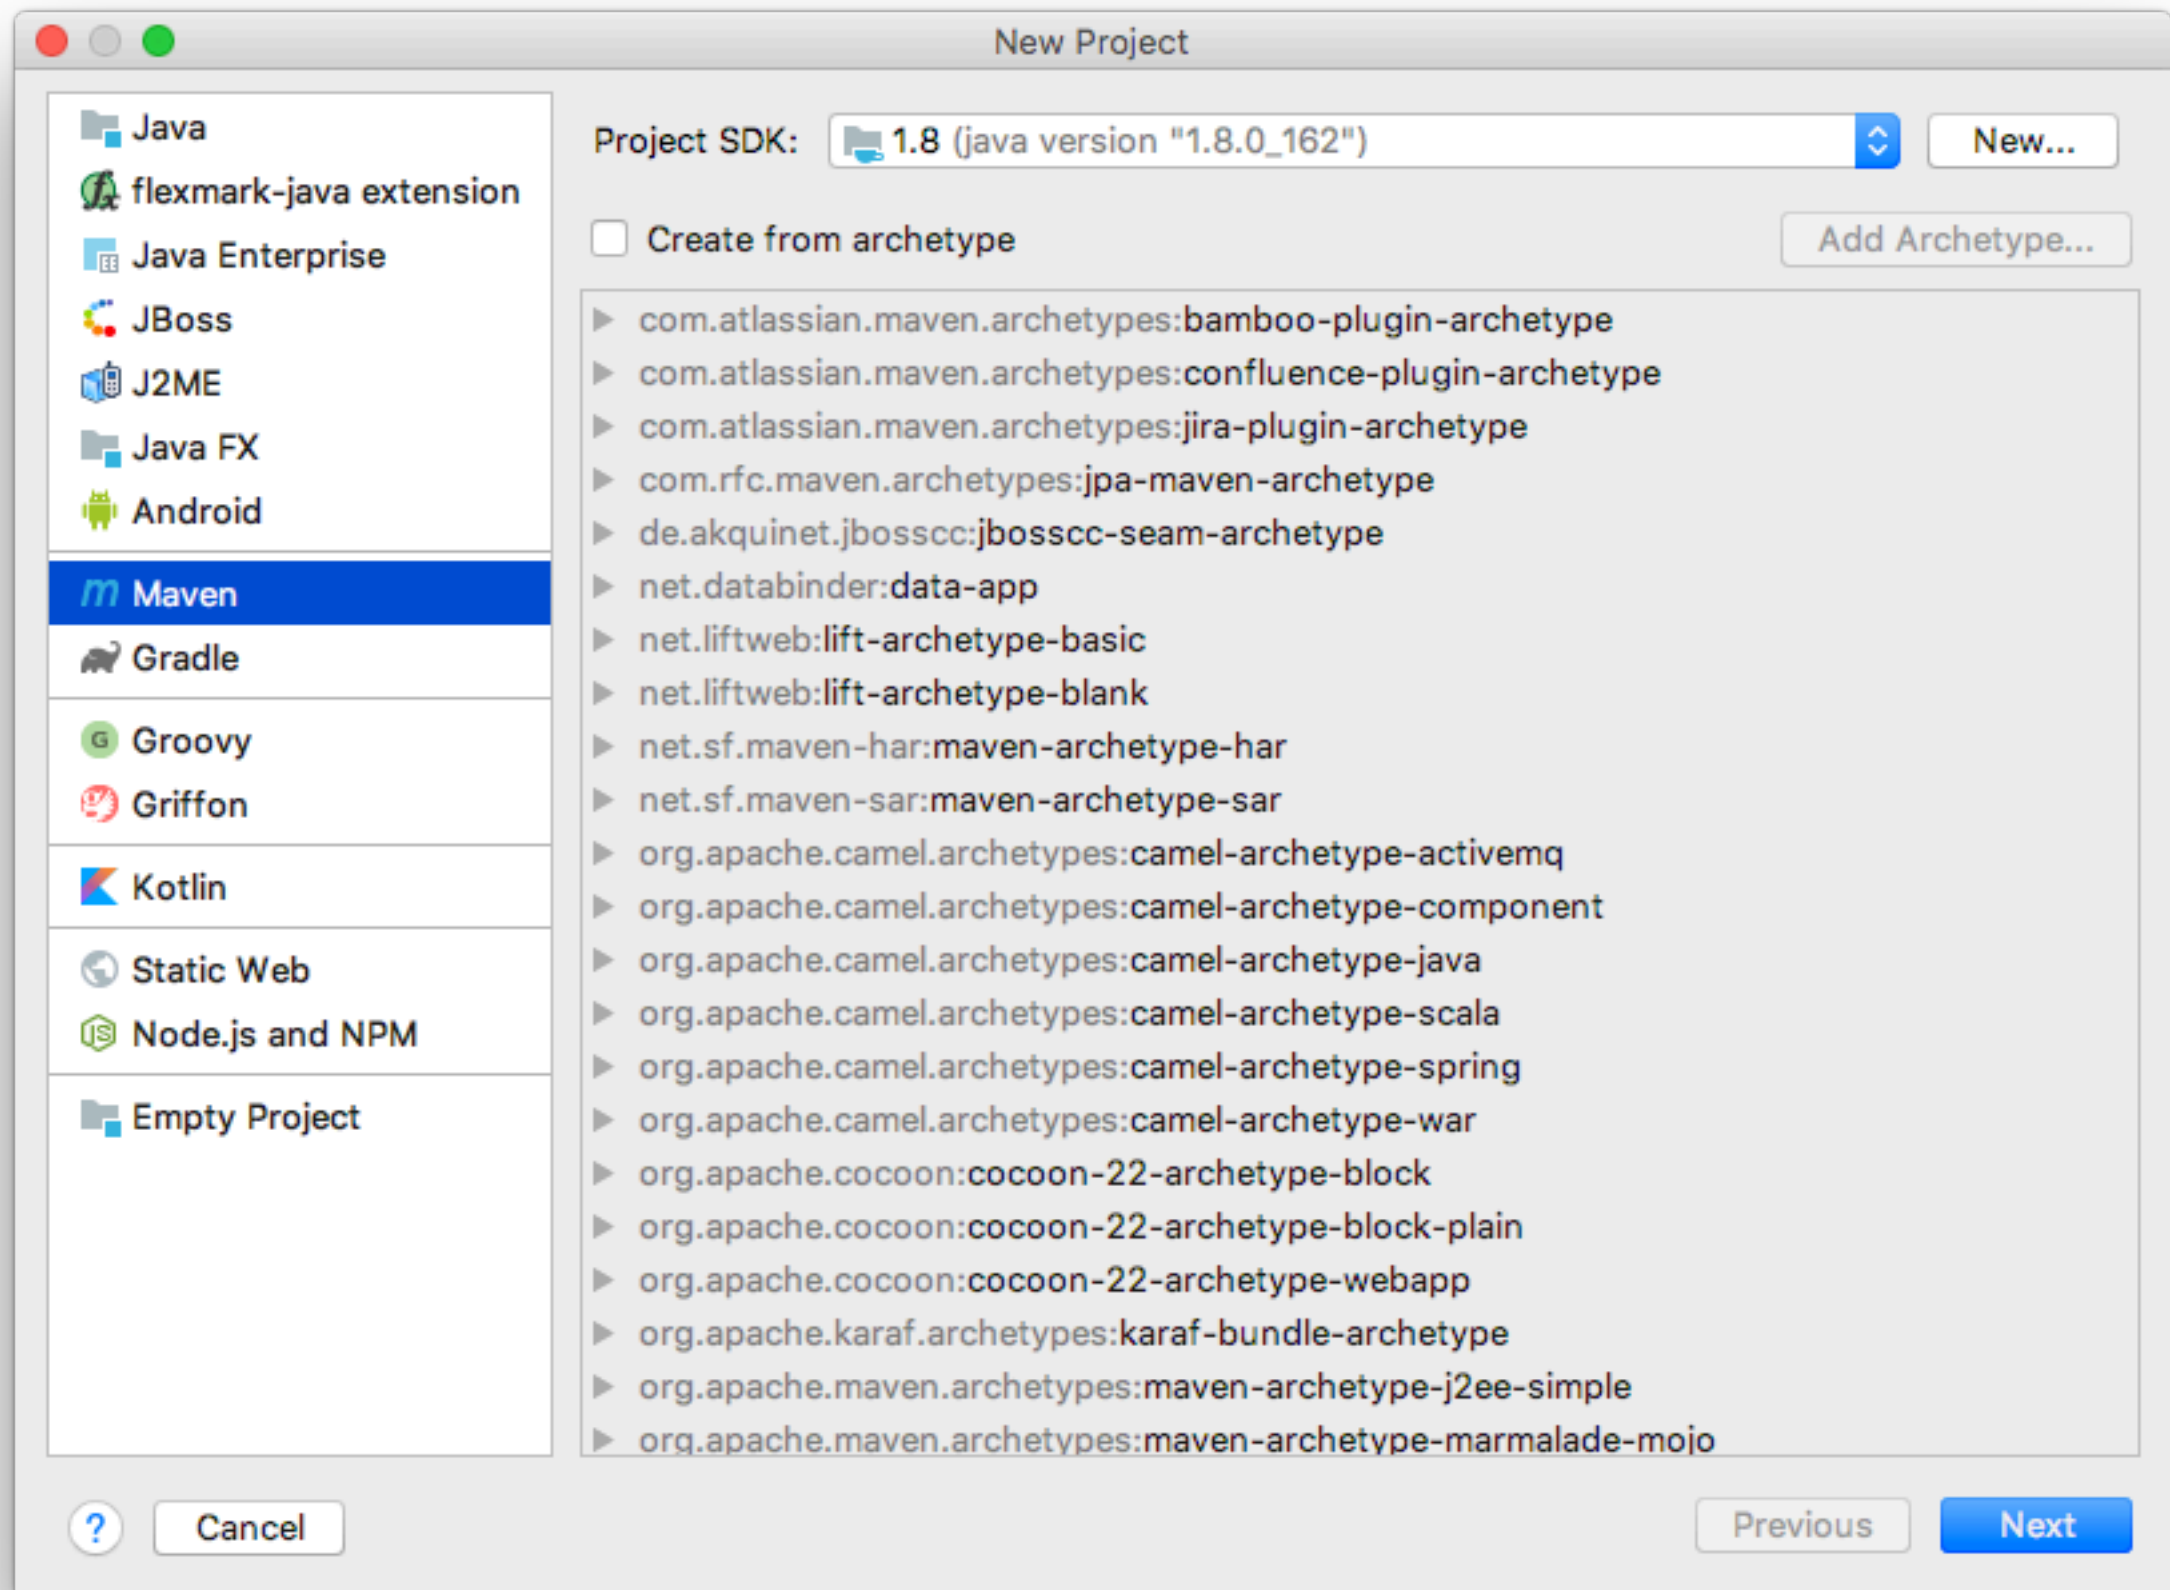 New Project
Java
flexmark-java extension
Java Enterprise
JBoss
J2ME
Java FX
Android
Maven
Gradle
Groovy
Griffon
Kotlin
Static Web
Node.js and NPM
Empty Project
Project SDK: 1.8 (java version "1.8.0_162") New...
Create from archetype Add Archetype...
com.atlassian.maven.archetypes:bamboo-plugin-archetype
com.atlassian.maven.archetypes:confluence-plugin-archetype
com.atlassian.maven.archetypes:jira-plugin-archetype
com.rfc.maven.archetypes:jpa-maven-archetype
de.akquinet.jbosscc:jbosscc-seam-archetype
net.databinder:data-app
net.liftweb:lift-archetype-basic
net.liftweb:lift-archetype-blank
net.sf.maven-har:maven-archetype-har
net.sf.maven-sar:maven-archetype-sar
org.apache.camel.archetypes:camel-archetype-activemq
org.apache.camel.archetypes:camel-archetype-component
org.apache.camel.archetypes:camel-archetype-java
org.apache.camel.archetypes:camel-archetype-scala
org.apache.camel.archetypes:camel-archetype-spring
org.apache.camel.archetypes:camel-archetype-war
org.apache.cocoon:cocoon-22-archetype-block
org.apache.cocoon:cocoon-22-archetype-block-plain
org.apache.cocoon:cocoon-22-archetype-webapp
org.apache.karaf.archetypes:karaf-bundle-archetype
org.apache.maven.archetypes:maven-archetype-j2ee-simple
org.apache.maven.archetypes:maven-archetype-marmalade-mojo
? Cancel Previous Next